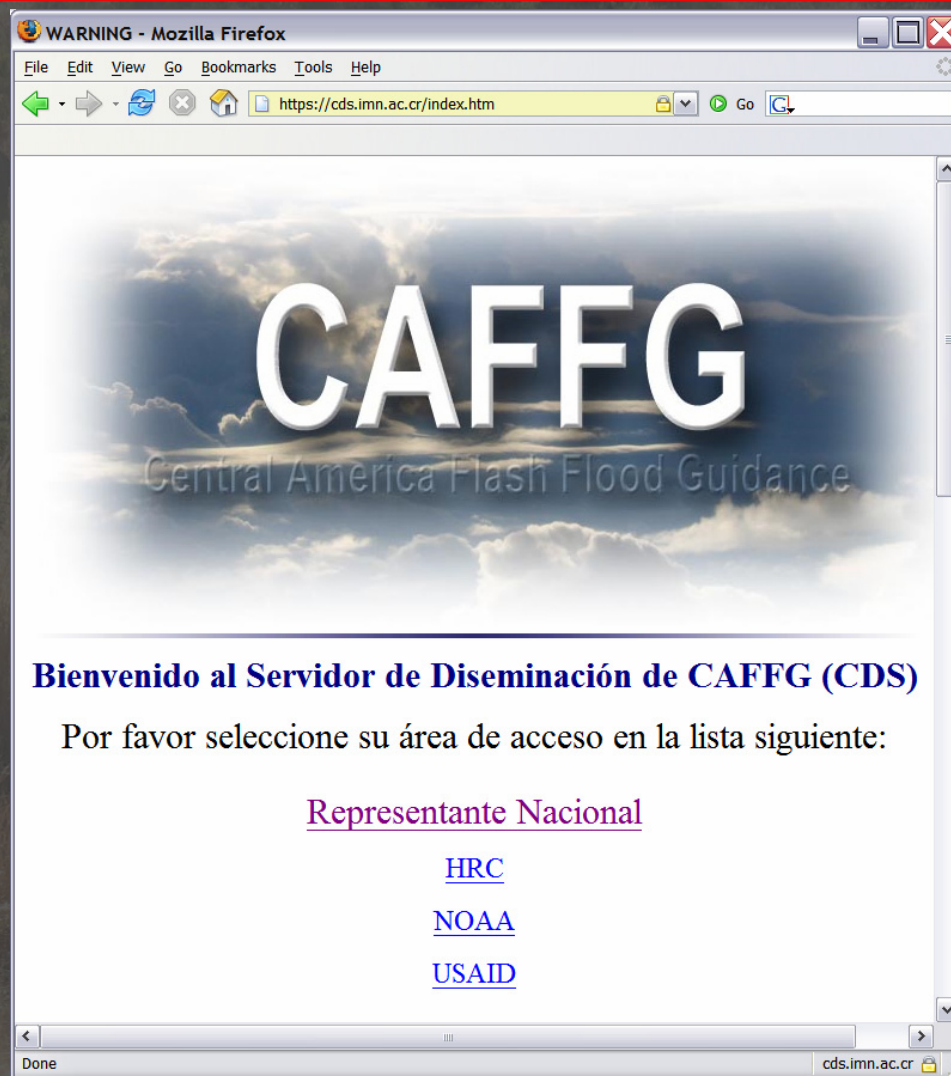 WARNING - Mozilla Firefox
File Edit View Go Bookmarks Tools Help
https://cds.imn.ac.cr/index.htm Go G
CAFFG
Central America Flash Flood Guidance
Bienvenido al Servidor de Diseminación de CAFFG (CDS)
Por favor seleccione su área de acceso en la lista siguiente:
Representante Nacional
HRC
NOAA
USAID
Done cds.imn.ac.cr